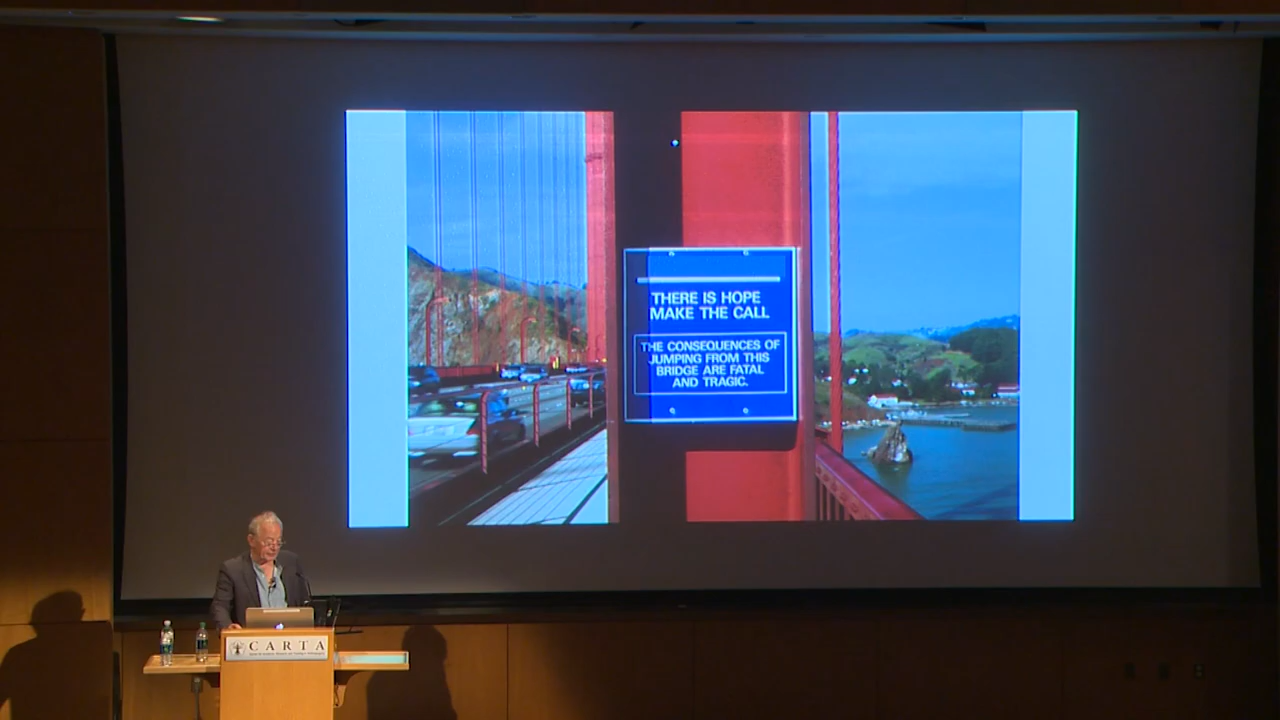 THERE IS HOPE
MAKE THE CALL
THE CONSEQUENCES OF
JUMPING FROM THIS
BRIDGE ARE FATAL
AND TRAGIC.
CARTA